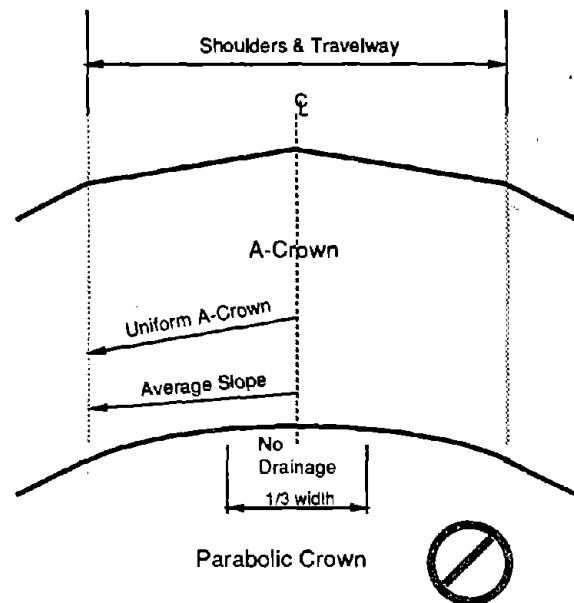 Shoulders & Travelway
℄
A-Crown
Uniform A-Crown
Average Slope
No
Drainage
1/3 width
Parabolic Crown